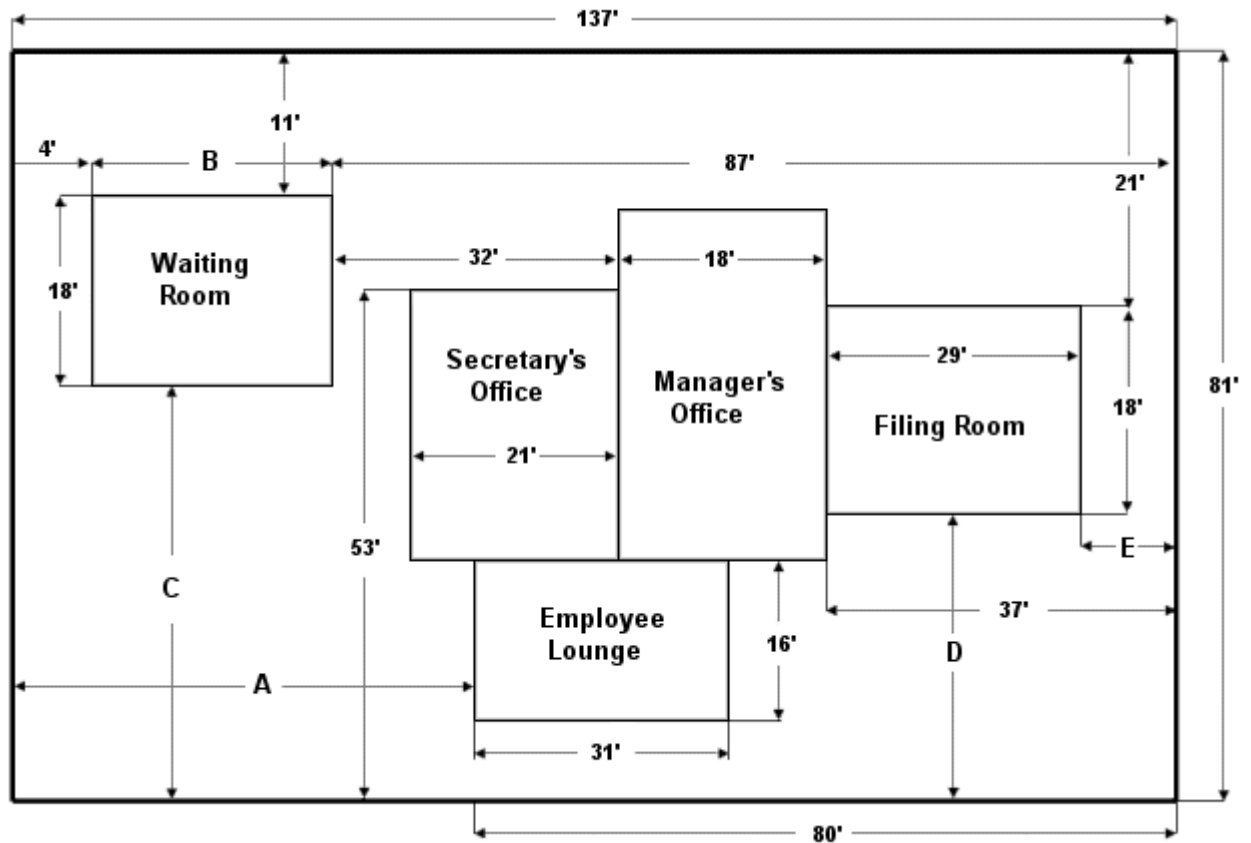 137'
11'
4'
B
87'
21'
Waiting
Room
18'
32'
18'
Secretary's
Office
21'
Manager's
Office
29'
Filing Room
18'
81'
53'
C
E
37'
Employee
Lounge
16'
D
A
31'
80'